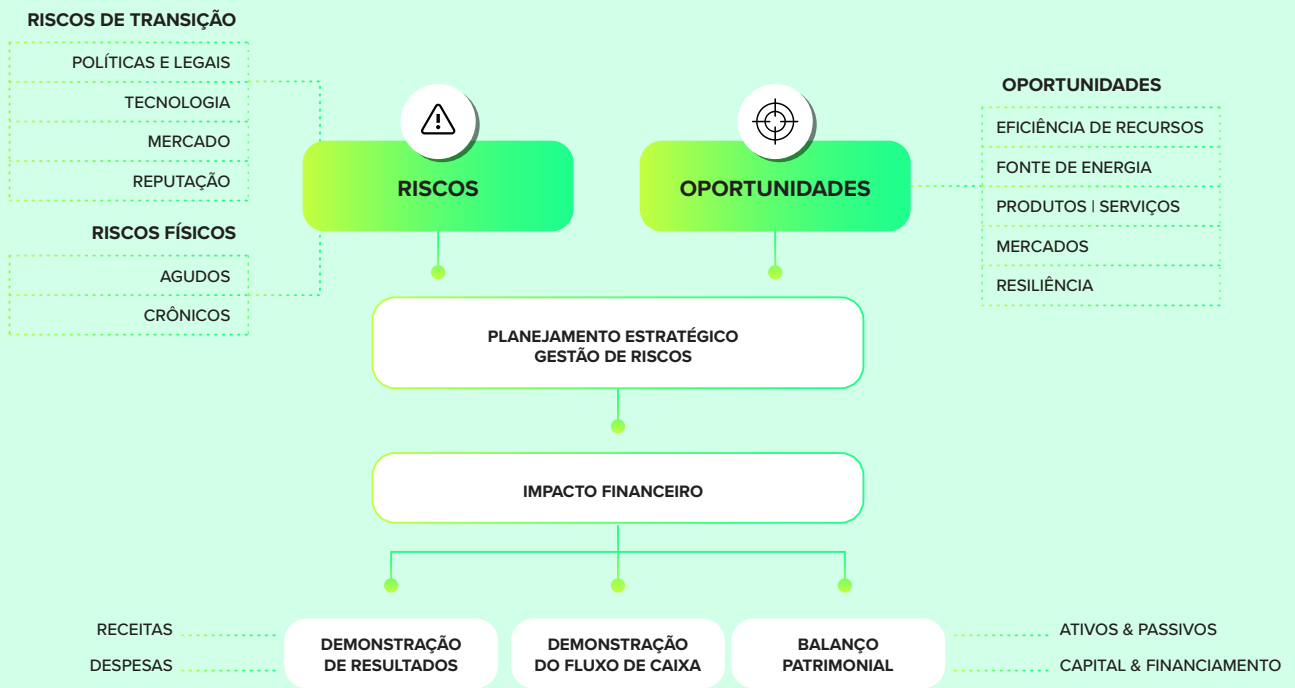 RISCOS DE TRANSIÇÃO
POLÍTICAS E LEGAIS
TECNOLOGIA
MERCADO
REPUTAÇÃO
RISCOS FÍSICOS
AGUDOS
CRÔNICOS
RISCOS
OPORTUNIDADES
OPORTUNIDADES
EFICIÊNCIA DE RECURSOS
FONTE DE ENERGIA
PRODUTOS | SERVIÇOS
MERCADOS
RESILIÊNCIA
PLANEJAMENTO ESTRATÉGICO
GESTÃO DE RISCOS
IMPACTO FINANCEIRO
RECEITAS
DESPESAS
DEMONSTRAÇÃO
DE RESULTADOS
DEMONSTRAÇÃO
DO FLUXO DE CAIXA
BALANÇO
PATRIMONIAL
ATIVOS & PASSIVOS
CAPITAL & FINANCIAMENTO